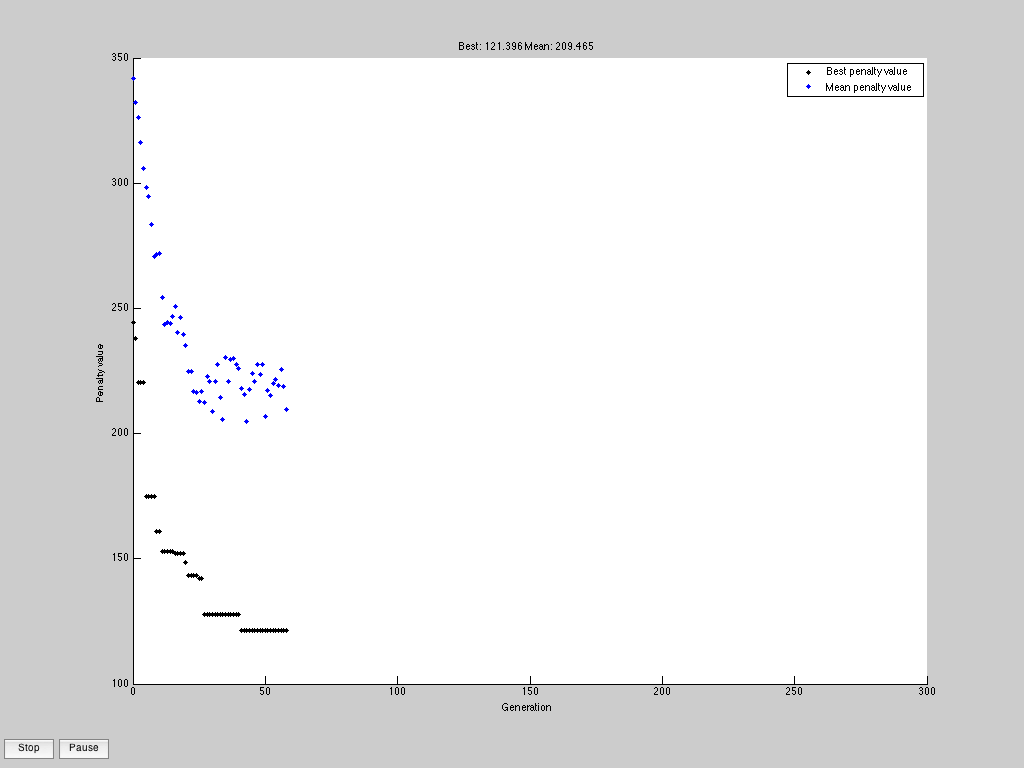 Best: 121.396 Mean: 209.465
350
Best penalty value
Mean penalty value
300
250
Penalty value
200
150
100
0 50 100 150 200 250 300
Generation
Stop Pause